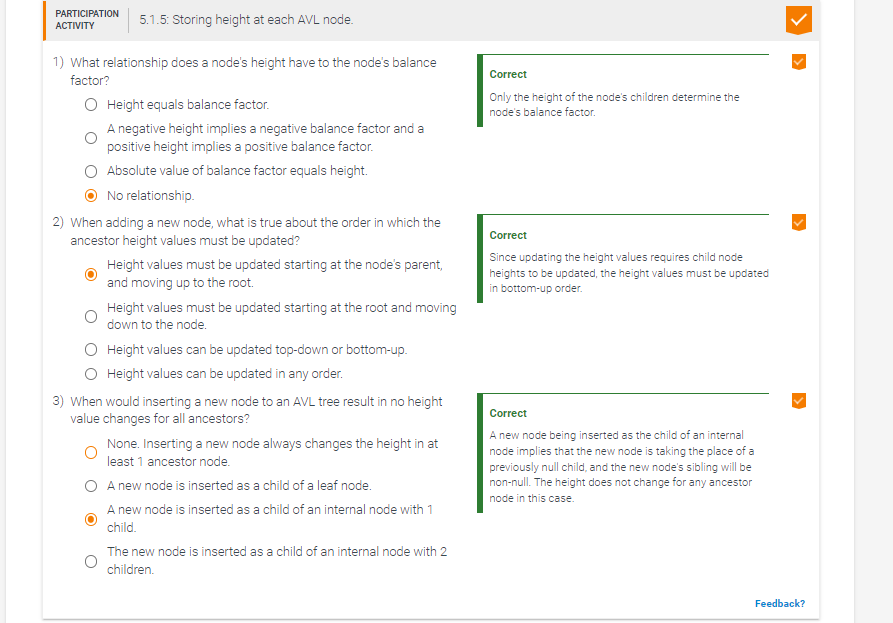 PARTICIPATION
ACTIVITY
5.1.5: Storing height at each AVL node.
1) What relationship does a node's height have to the node's balance
factor?
Height equals balance factor.
A negative height implies a negative balance factor and a
positive height implies a positive balance factor.
Absolute value of balance factor equals height.
No relationship.
Correct
Only the height of the node's children determine the
node's balance factor.
2) When adding a new node, what is true about the order in which the
ancestor height values must be updated?
Height values must be updated starting at the node's parent,
and moving up to the root.
Height values must be updated starting at the root and moving
down to the node.
Height values can be updated top-down or bottom-up.
Height values can be updated in any order.
Correct
Since updating the height values requires child node
heights to be updated, the height values must be updated
in bottom-up order.
3) When would inserting a new node to an AVL tree result in no height
value changes for all ancestors?
None. Inserting a new node always changes the height in at
least 1 ancestor node.
A new node is inserted as a child of a leaf node.
A new node is inserted as a child of an internal node with 1
child.
The new node is inserted as a child of an internal node with 2
children.
Correct
A new node being inserted as the child of an internal
node implies that the new node is taking the place of a
previously null child, and the new node's sibling will be
non-null. The height does not change for any ancestor
node in this case.
Feedback?